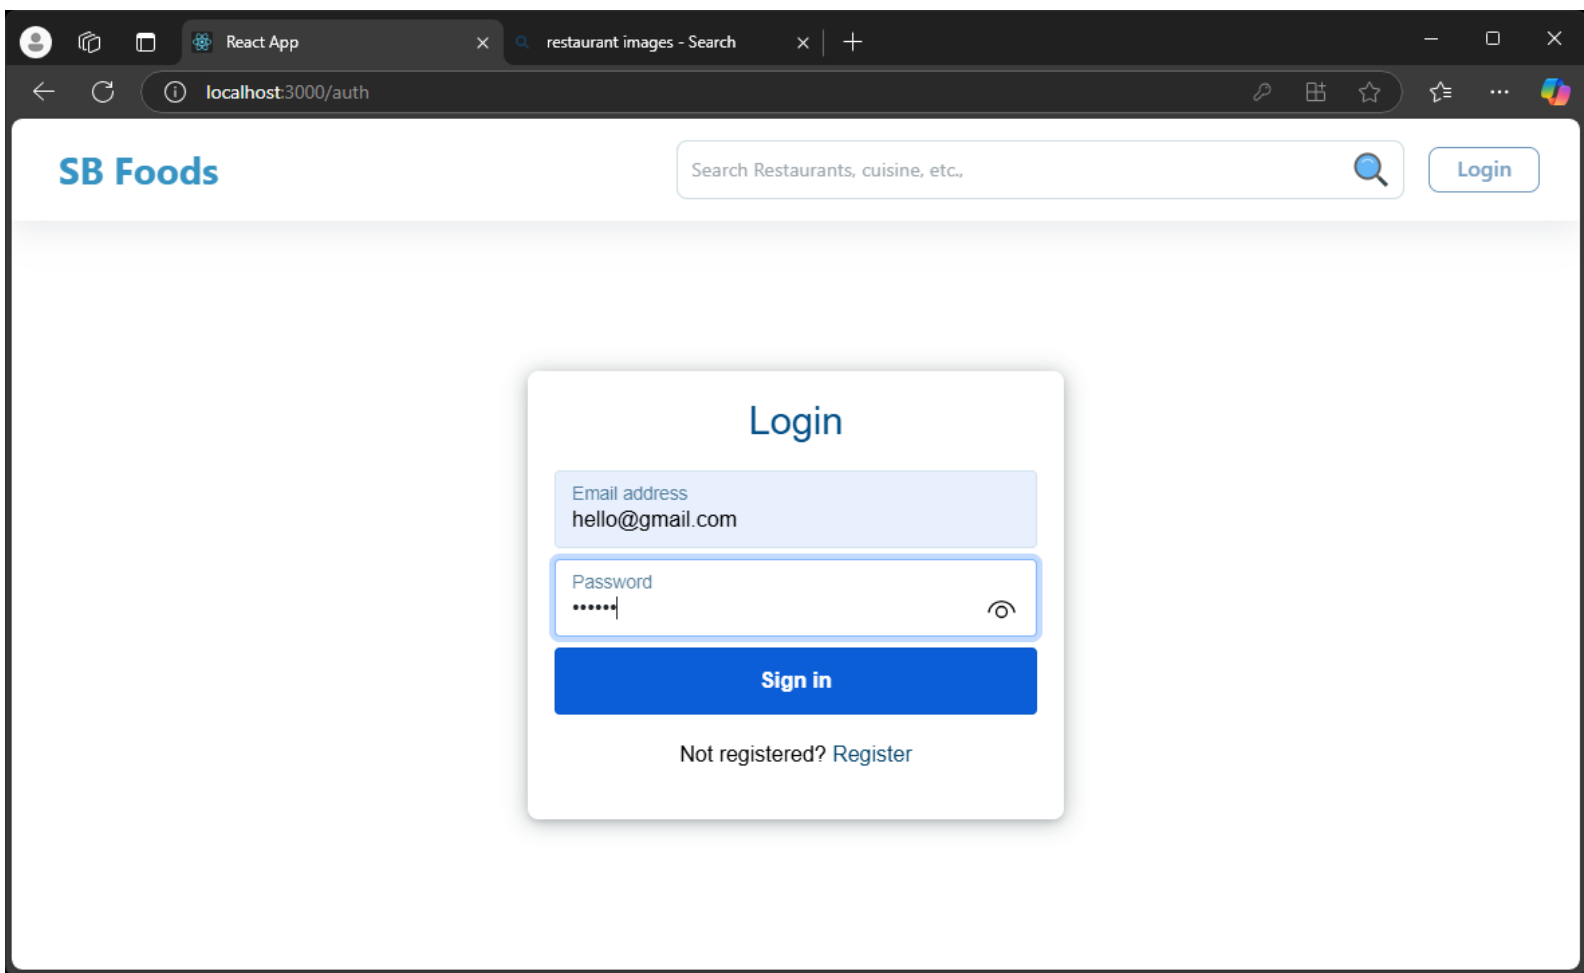 React App
restaurant images - Search
localhost:3000/auth
SB Foods
Search Restaurants, cuisine, etc.,
Login
Login
Email address
hello@gmail.com
Password
••••••
Sign in
Not registered? Register